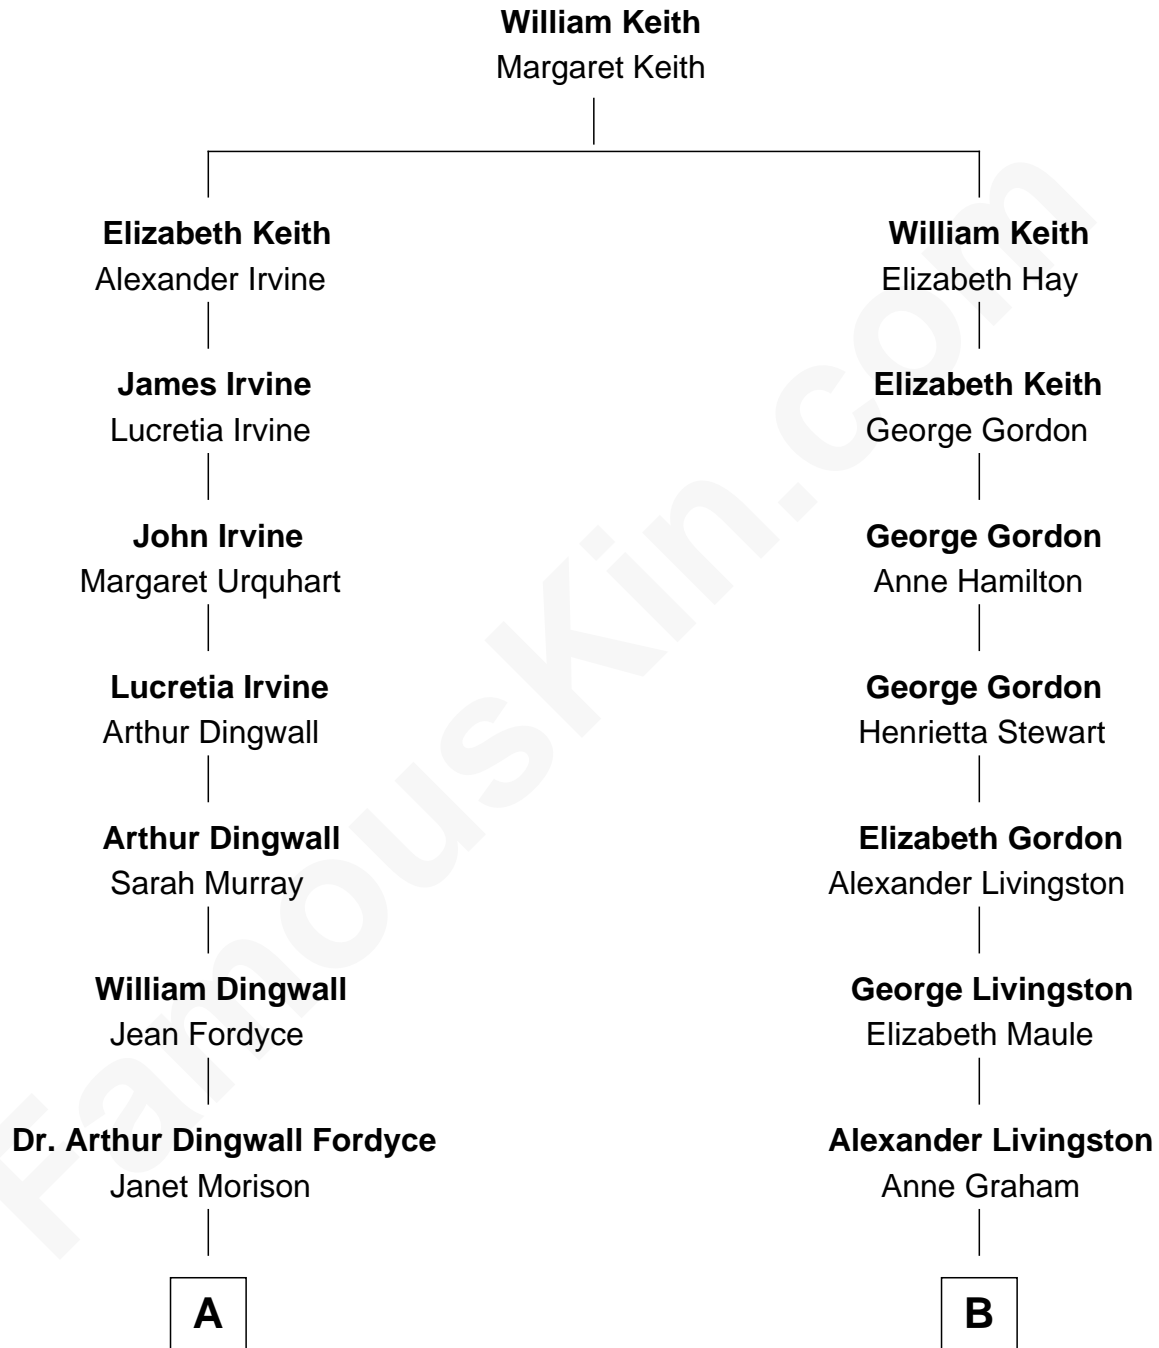 William Keith
Margaret Keith
Elizabeth Keith
Alexander Irvine
William Keith
Elizabeth Hay
James Irvine
Lucretia Irvine
Elizabeth Keith
George Gordon
John Irvine
Margaret Urquhart
George Gordon
Anne Hamilton
Lucretia Irvine
Arthur Dingwall
George Gordon
Henrietta Stewart
Arthur Dingwall
Sarah Murray
Elizabeth Gordon
Alexander Livingston
William Dingwall
Jean Fordyce
George Livingston
Elizabeth Maule
Dr. Arthur Dingwall Fordyce
Janet Morison
Alexander Livingston
Anne Graham
A
B
FamousKin.com